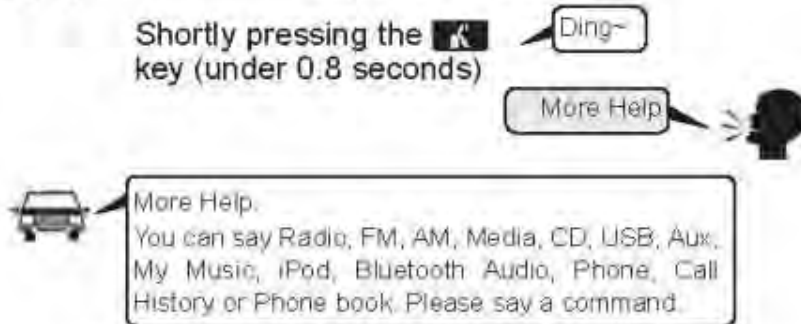 Shortly pressing the
key (under 0.8 seconds)
Ding~
More Help
More Help.
You can say Radio, FM, AM, Media, CD, USB, Aux,
My Music, iPod, Bluetooth Audio, Phone, Call
History or Phone book. Please say a command.